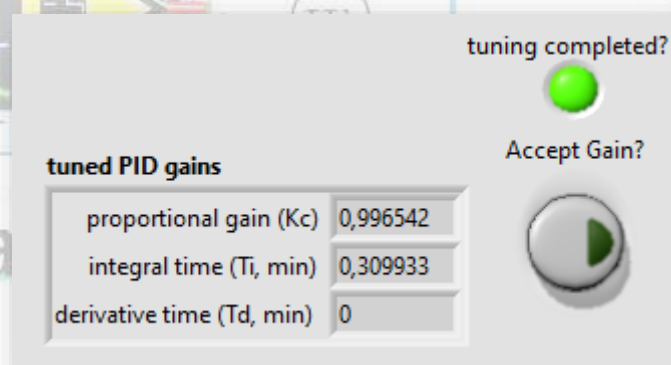 tuning completed?
Accept Gain?
tuned PID gains
proportional gain (Kc) 0,996542
integral time (Ti, min) 0,309933
derivative time (Td, min) 0